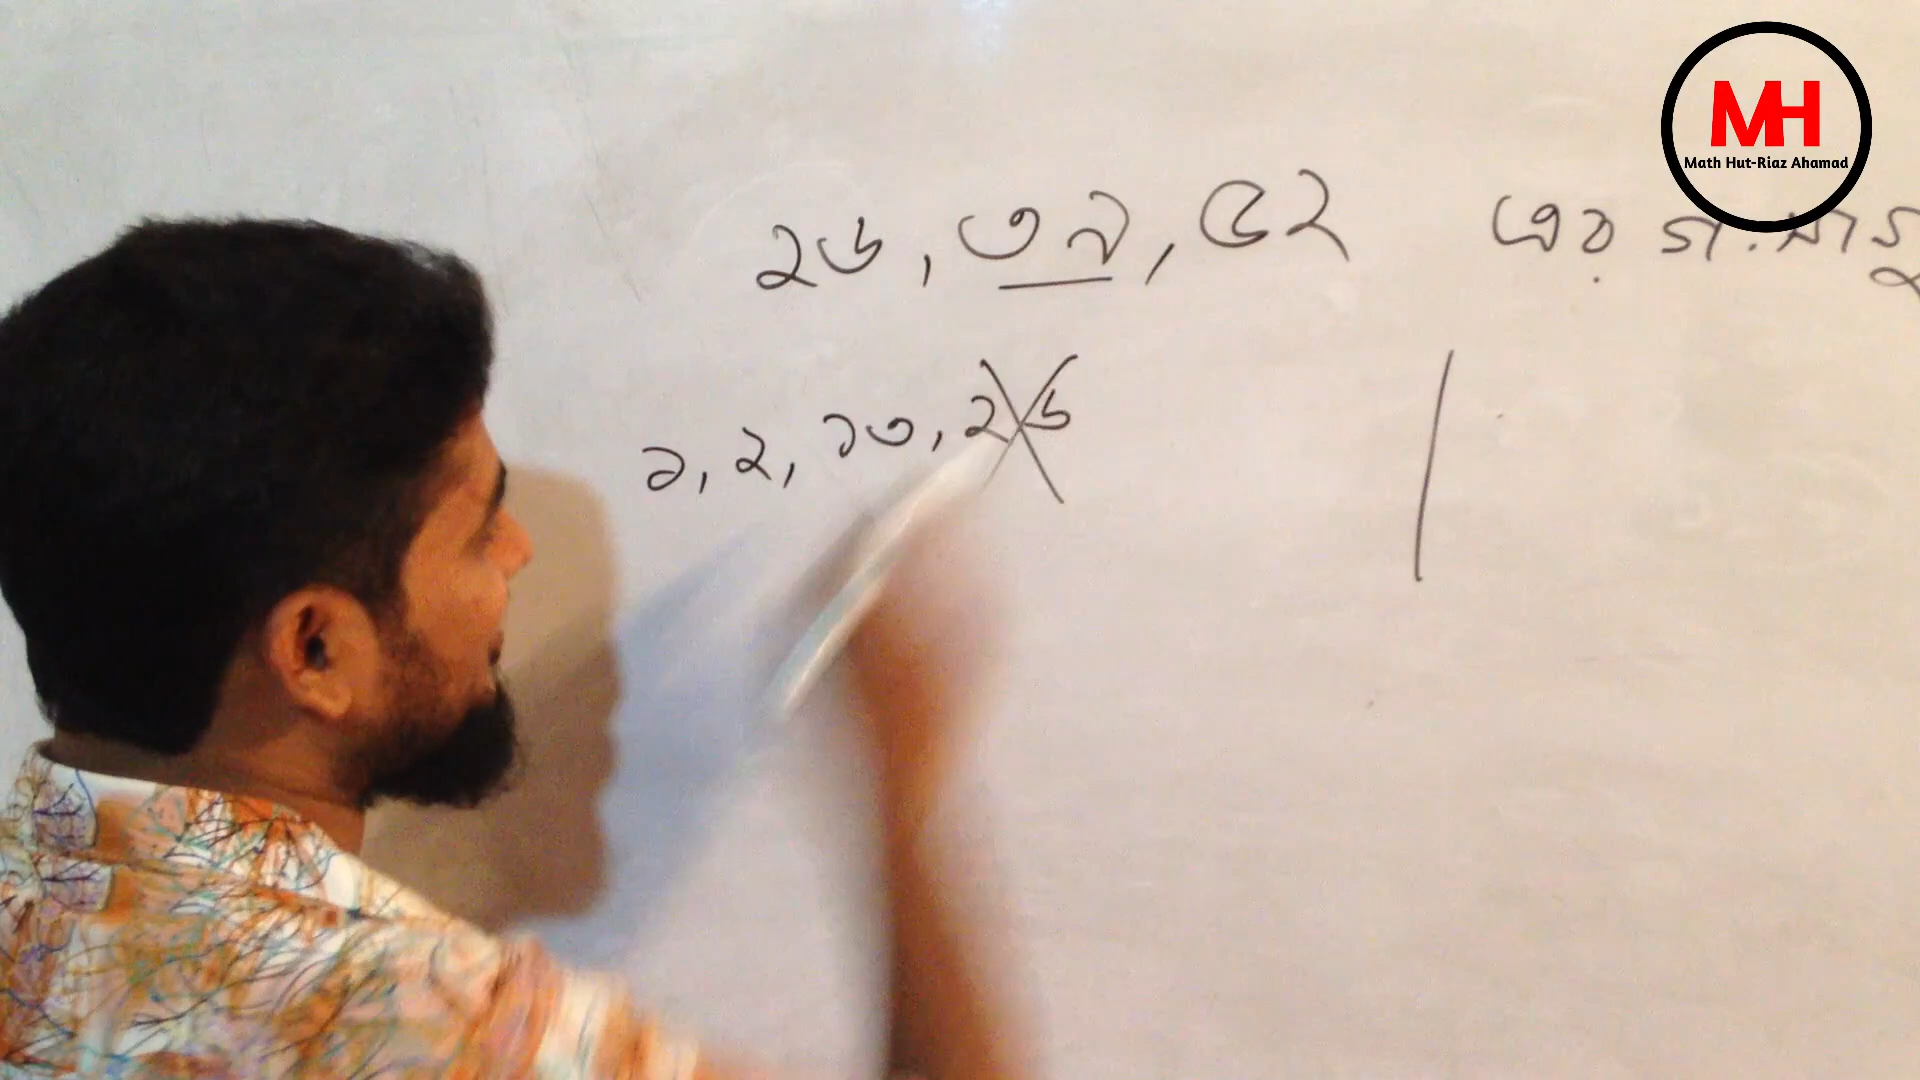 MH
Math Hut-Riaz Ahamad
২৬, ৩৯, ৫২ এর গ.সা.গু
১, ২, ১৩, ২৬